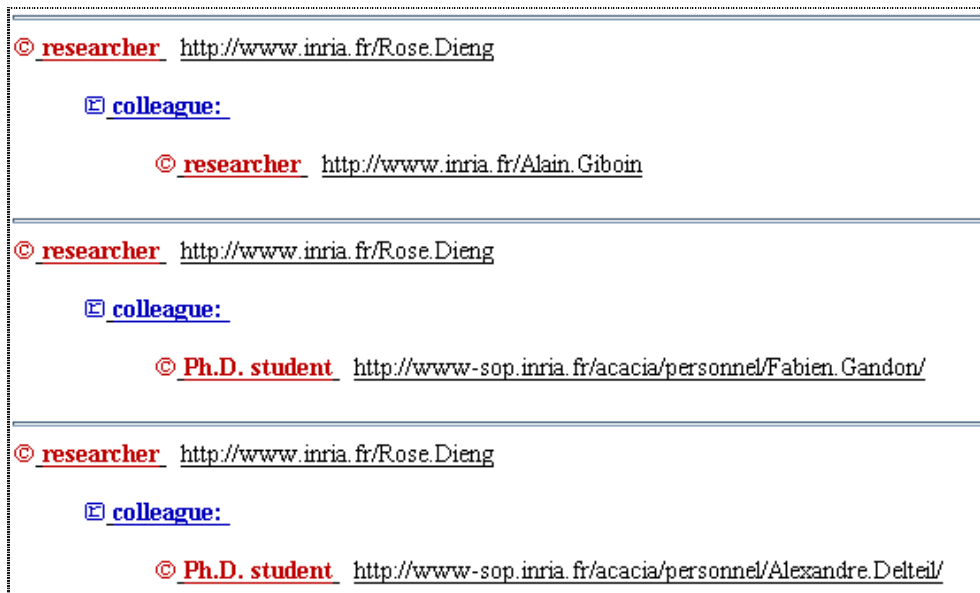 © researcher http://www.inria.fr/Rose.Dieng
r colleague:
© researcher http://www.inria.fr/Alain.Giboin
© researcher http://www.inria.fr/Rose.Dieng
r colleague:
© Ph.D. student http://www-sop.inria.fr/acacia/personnel/Fabien.Gandon/
© researcher http://www.inria.fr/Rose.Dieng
r colleague:
© Ph.D. student http://www-sop.inria.fr/acacia/personnel/Alexandre.Delteil/